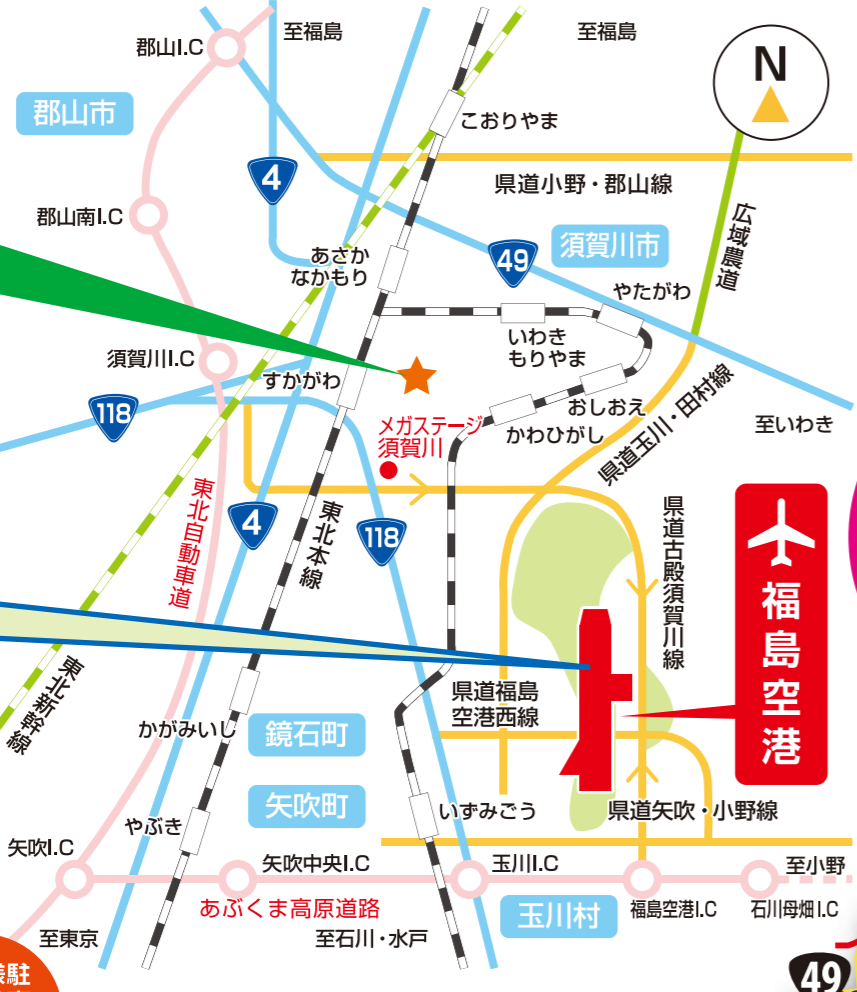 至福島
至福島
郡山I.C
N
郡山市
こおりやま
4
県道小野・郡山線
郡山南I.C
広域農道
須賀川市
49
あさか
なかもり
やたがわ
いわき
もりやま
須賀川I.C
すかがわ
おしおえ
118
かわひがし
メガステージ
須賀川
県道玉川・田村線
至いわき
東北自動車道
4
東北本線
118
県道古殿須賀川線
福島空港
東北新幹線
県道福島
空港西線
かがみいし
鏡石町
矢吹町
いずみごう
県道矢吹・小野線
やぶき
矢吹I.C
矢吹中央I.C
玉川I.C
至小野
あぶくま高原道路
玉川村
福島空港I.C
石川母畑I.C
至東京
至石川・水戸
駐
49